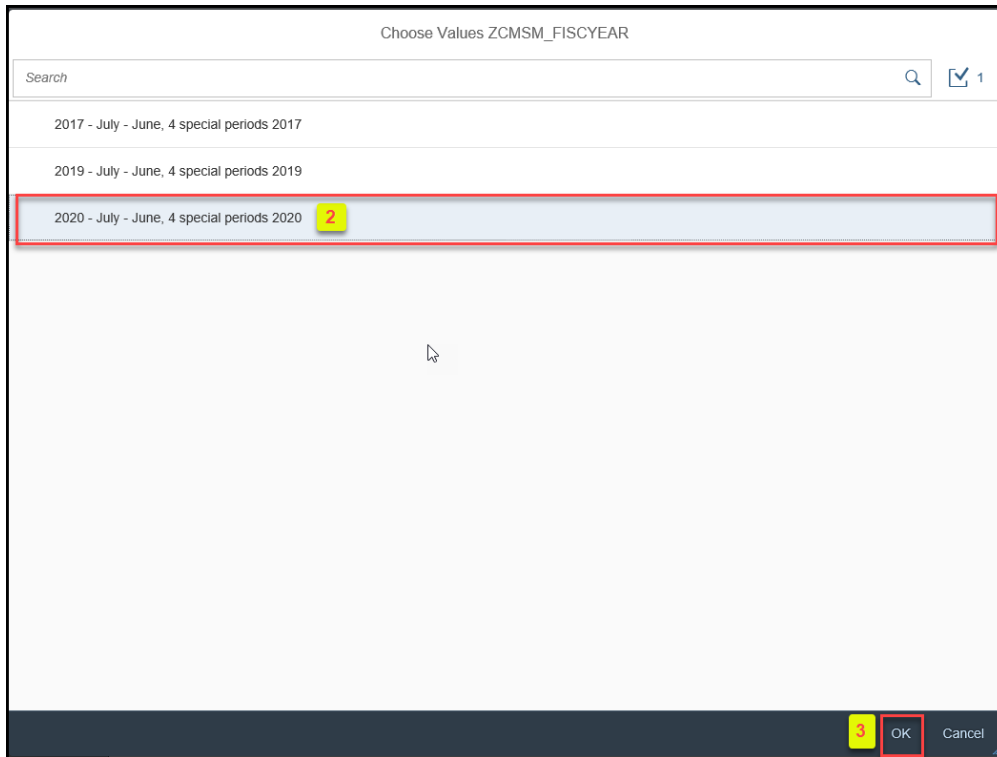 Choose Values ZCMSM_FISCYEAR
Search
1
2017 - July - June, 4 special periods 2017
2019 - July - June, 4 special periods 2019
2020 - July - June, 4 special periods 2020 2
3 OK Cancel